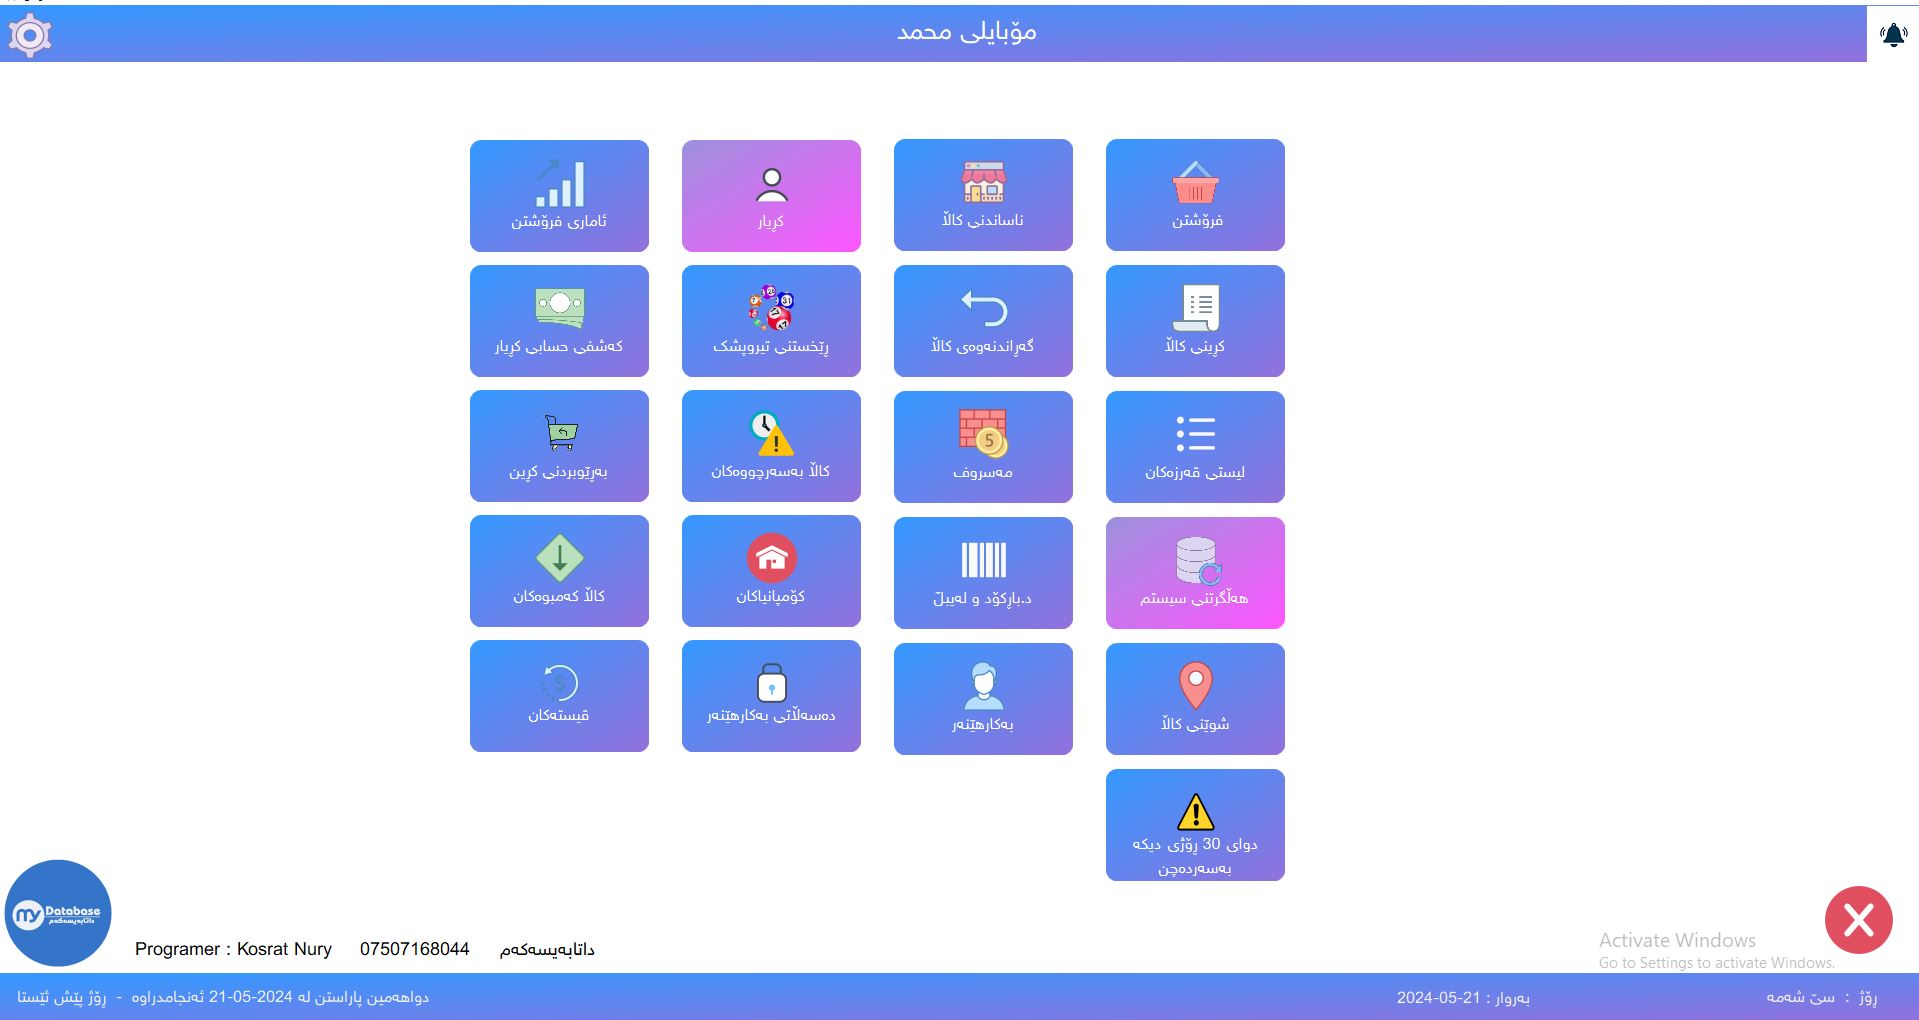 مۆبایلی محمد
فرۆشتن
ناساندنی کاڵا
کڕیار
ئاماری فرۆشتن
کڕینی کاڵا
گەڕاندنەوەی کاڵا
ڕێخستنی تیروپشک
کەشفی حسابی کڕیار
لیستی قەرزەکان
مەسروف
5
کاڵا بەسەرچووەکان
بەڕێوبردنی کڕین
هەڵگرتنی سیستم
د.بارکۆد و لەیبڵ
کۆمپانیاکان
کاڵا کەمبوەکان
شوێنی کاڵا
بەکارهێنەر
دەسەڵاتی بەکارهێنەر
قیستەکان
دوای 30 ڕۆژی دیکە
بەسەردەچن
my Database
داتابەیسەکەم
Programer : Kosrat Nury 07507168044 داتابەیسەکەم
Activate Windows
Go to Settings to activate Windows.
ڕۆژ : سێ شەمە
بەروار : 21-05-2024
دواهەمین پاراستن لە 2024-05-21 ئەنجامدراوە - ڕۆژ پێش ئێستا